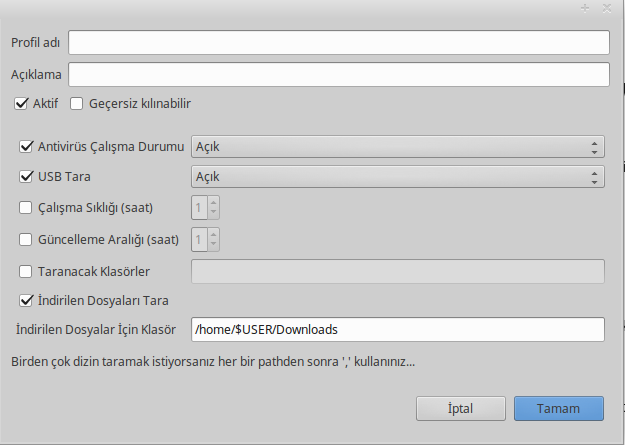 Profil adı
Açıklama
Aktif Geçersiz kılınabilir
Antivirüs Çalışma Durumu Açık
USB Tara Açık
Çalışma Sıklığı (saat) 1
Güncelleme Aralığı (saat) 1
Taranacak Klasörler
İndirilen Dosyaları Tara
İndirilen Dosyalar İçin Klasör /home/$USER/Downloads
Birden çok dizin taramak istiyorsanız her bir pathden sonra ',' kullanınız...
İptal Tamam